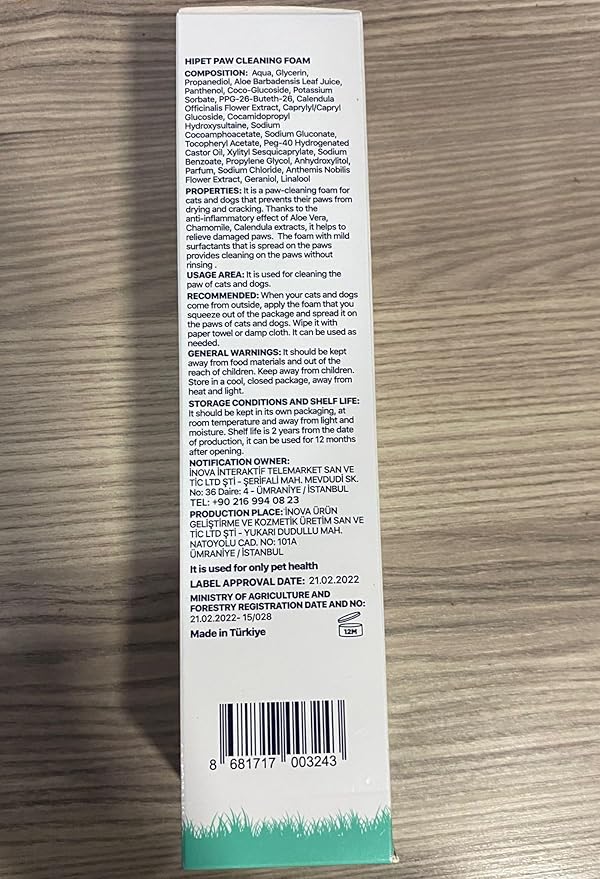 HIPET PAW CLEANING FOAM
COMPOSITION: Aqua, Glycerin,
Propanediol, Aloe Barbadensis Leaf Juice,
Panthenol, Coco-Glucoside, Potassium
Sorbate, PPG-26-Buteth-26, Calendula
Officinalis Flower Extract, Caprylyl/Capryl
Glucoside, Cocamidopropyl
Hydroxysultaine, Sodium
Cocoamphoacetate, Sodium Gluconate,
Tocopheryl Acetate, Peg-40 Hydrogenated
Castor Oil, Xylityl Sesquicaprylate, Sodium
Benzoate, Propylene Glycol, Anhydroxylitol,
Parfum, Sodium Chloride, Anthemis Nobilis
Flower Extract, Geraniol, Linalool
PROPERTIES: It is a paw-cleaning foam for
cats and dogs that prevents their paws from
drying and cracking. Thanks to the
anti-inflammatory effect of Aloe Vera,
Chamomile, Calendula extracts, it helps to
relieve damaged paws. The foam with mild
surfactants that is spread on the paws
provides cleaning on the paws without
rinsing .
USAGE AREA: It is used for cleaning the
paw of cats and dogs.
RECOMMENDED: When your cats and dogs
come from outside, apply the foam that you
squeeze out of the package and spread it on
the paws of cats and dogs. Wipe it with
paper towel or damp cloth. It can be used as
needed.
GENERAL WARNINGS: It should be kept
away from food materials and out of the
reach of children. Keep away from children.
Store in a cool, closed package, away from
heat and light.
STORAGE CONDITIONS AND SHELF LIFE:
It should be kept in its own packaging, at
room temperature and away from light and
moisture. Shelf life is 2 years from the date
of production, it can be used for 12 months
after opening.
NOTIFICATION OWNER:
İNOVA İNTERAKTİF TELEMARKET SAN VE
TİC LTD ŞTİ - ŞERİFALİ MAH. MEVDUDİ SK.
No: 36 Daire: 4 - ÜMRANİYE / İSTANBUL
TEL: +90 216 994 08 23
PRODUCTION PLACE: İNOVA ÜRÜN
GELİŞTİRME VE KOZMETİK ÜRETİM SAN VE
TİC LTD ŞTİ - YUKARI DUDULLU MAH.
NATOYOLU CAD. NO: 101A
ÜMRANİYE / İSTANBUL
It is used for only pet health
LABEL APPROVAL DATE: 21.02.2022
MINISTRY OF AGRICULTURE AND
FORESTRY REGISTRATION DATE AND NO:
21.02.2022- 15/028
Made in Türkiye
12M
8 681717 003243